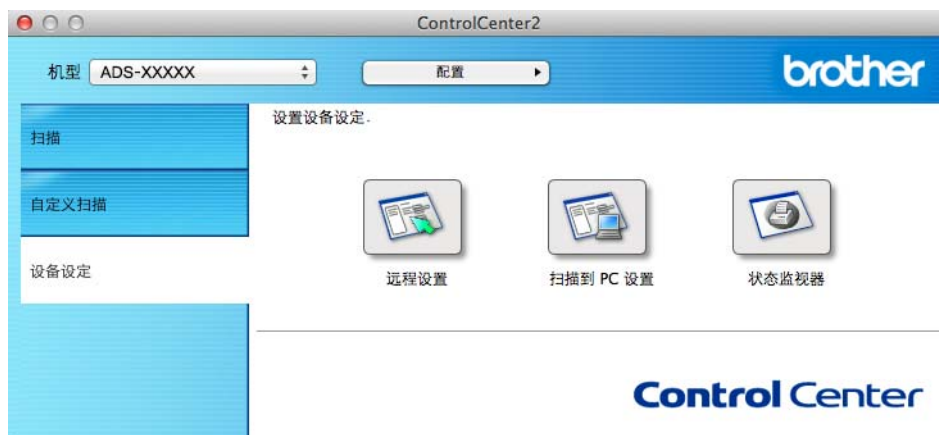 ControlCenter2
机型 ADS-XXXXX 配置 brother
扫描
自定义扫描
设备设定
设置设备设定.
远程设置 扫描到 PC 设置 状态监视器
Control Center